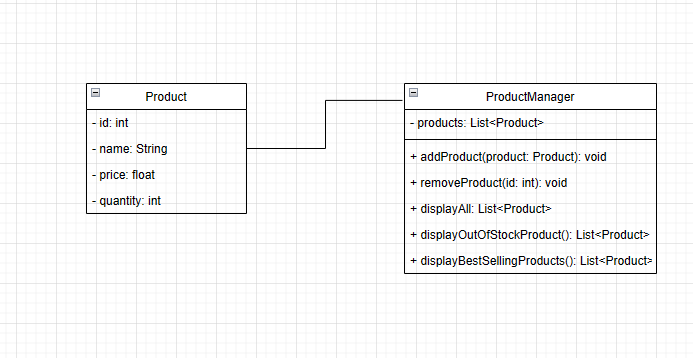 Product
- id: int
- name: String
- price: float
- quantity: int
ProductManager
- products: List<Product>
+ addProduct(product: Product): void
+ removeProduct(id: int): void
+ displayAll: List<Product>
+ displayOutOfStockProduct(): List<Product>
+ displayBestSellingProducts(): List<Product>